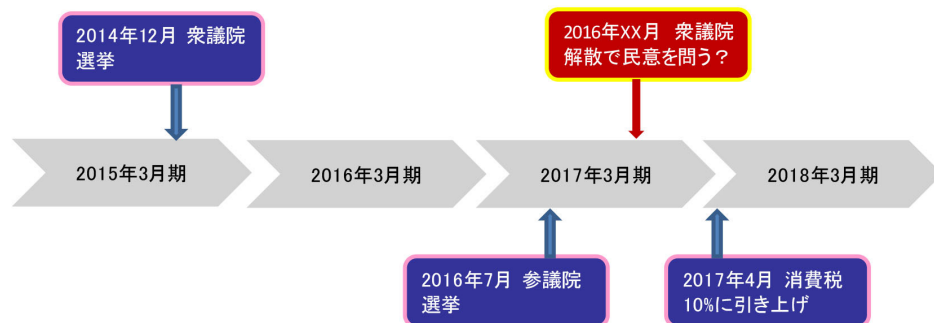 2014年12月 衆議院
選挙
2016年XX月 衆議院
解散で民意を問う？
2015年3月期
2016年3月期
2017年3月期
2018年3月期
2016年7月 参議院
選挙
2017年4月 消費税
10%に引き上げ